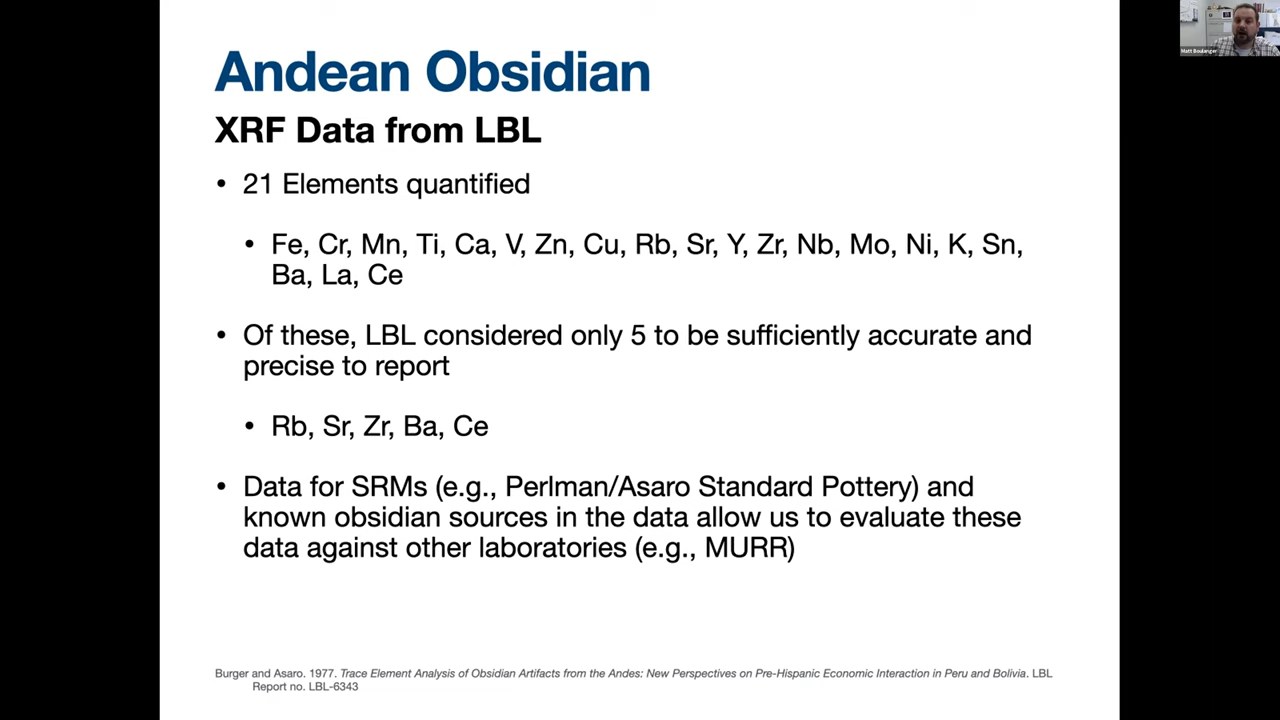 Andean Obsidian
XRF Data from LBL
• 21 Elements quantified
• Fe, Cr, Mn, Ti, Ca, V, Zn, Cu, Rb, Sr, Y, Zr, Nb, Mo, Ni, K, Sn,
Ba, La, Ce
• Of these, LBL considered only 5 to be sufficiently accurate and
precise to report
• Rb, Sr, Zr, Ba, Ce
• Data for SRMs (e.g., Perlman/Asaro Standard Pottery) and
known obsidian sources in the data allow us to evaluate these
data against other laboratories (e.g., MURR)
Burger and Asaro. 1977. Trace Element Analysis of Obsidian Artifacts from the Andes: New Perspectives on Pre-Hispanic Economic Interaction in Peru and Bolivia. LBL
Report no. LBL-6343
Matt Boulanger